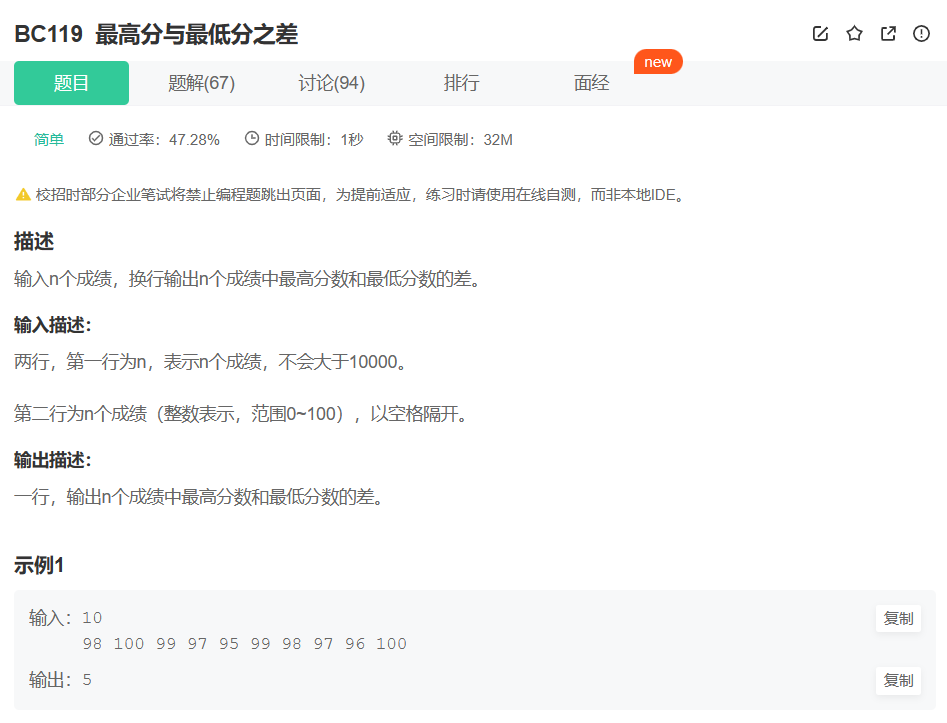 BC119 最高分与最低分之差
题目 题解(67) 讨论(94) 排行 面经 new
简单 通过率：47.28% 时间限制：1秒 空间限制：32M
校招时部分企业笔试将禁止编程题跳出页面，为提前适应，练习时请使用在线自测，而非本地IDE。
描述
输入n个成绩，换行输出n个成绩中最高分数和最低分数的差。
输入描述：
两行，第一行为n，表示n个成绩，不会大于10000。
第二行为n个成绩（整数表示，范围0~100），以空格隔开。
输出描述：
一行，输出n个成绩中最高分数和最低分数的差。
示例1
输入：10 复制
98 100 99 97 95 99 98 97 96 100
输出：5 复制